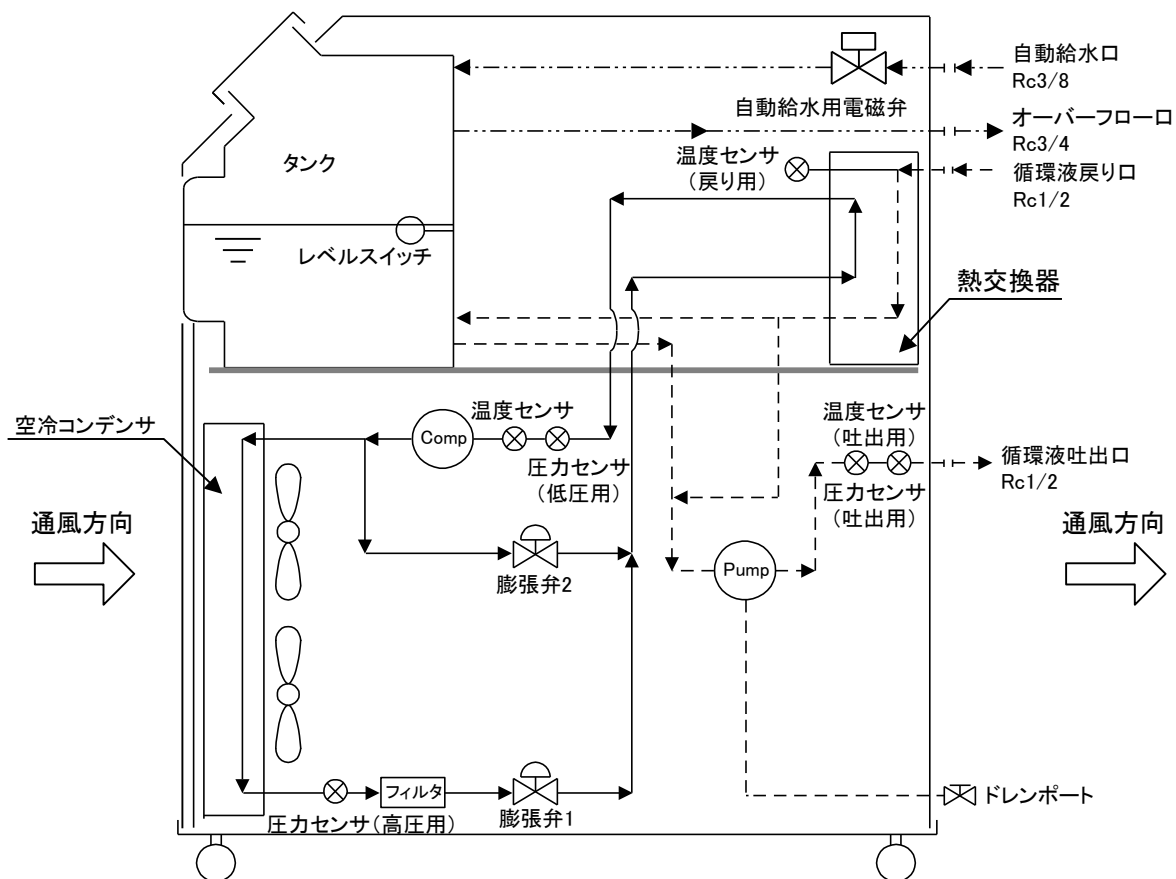 自動給水口
Rc3/8
自動給水用電磁弁
オーバーフロー口
Rc3/4
温度センサ
(戻り用)
循環液戻り口
Rc1/2
タンク
レベルスイッチ
熱交換器
空冷コンデンサ
Comp
温度センサ
圧力センサ
(低圧用)
温度センサ
(吐出用)
圧力センサ
(吐出用)
循環液吐出口
Rc1/2
通風方向
通風方向
膨張弁2
Pump
フィルタ
圧力センサ(高圧用)
膨張弁1
ドレンポート